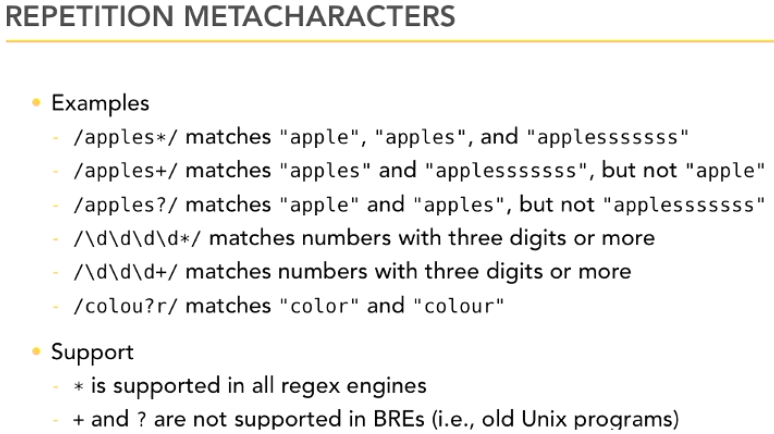 REPETITION METACHARACTERS
• Examples
- /apples*/ matches "apple", "apples", and "applesssssss"
- /apples+/ matches "apples" and "applesssssss", but not "apple"
- /apples?/ matches "apple" and "apples", but not "applesssssss"
- /\d\d\d\d*/ matches numbers with three digits or more
- /\d\d\d+/ matches numbers with three digits or more
- /colou?r/ matches "color" and "colour"
• Support
- * is supported in all regex engines
- + and ? are not supported in BREs (i.e., old Unix programs)